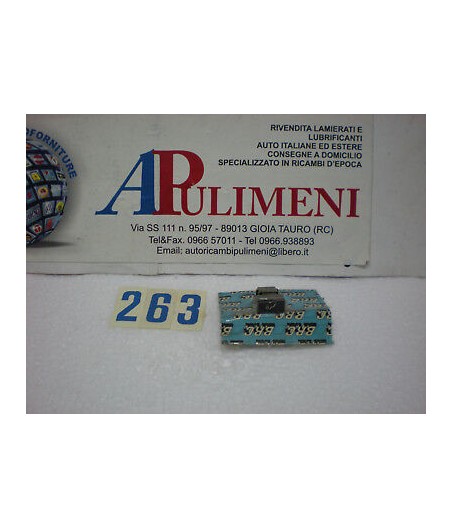 OFORNITURE
RIVENDITA LAMIERATI E
LUBRIFICANTI
AUTO ITALIANE ED ESTERE
CONSEGNE A DOMICILIO
SPECIALIZZATO IN RICAMBI D'EPOCA
APULIMENI
Via SS 111 n. 95/97 - 89013 GIOIA TAURO (RC)
Tel&Fax. 0966 57011 - Tel 0966.938893
Email: autoricambipulimeni@libero.it
263